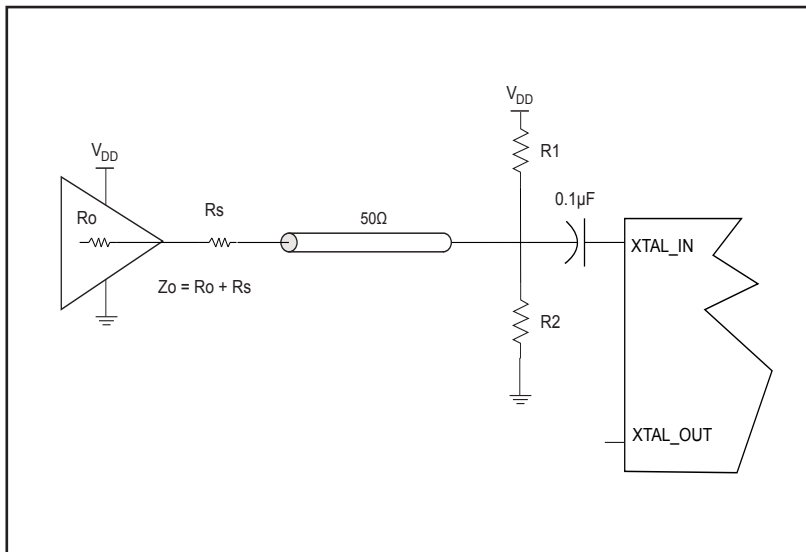 V_DD
R1
V_DD
0.1µF
Ro
Rs
50Ω
XTAL_IN
Zo = Ro + Rs
R2
XTAL_OUT